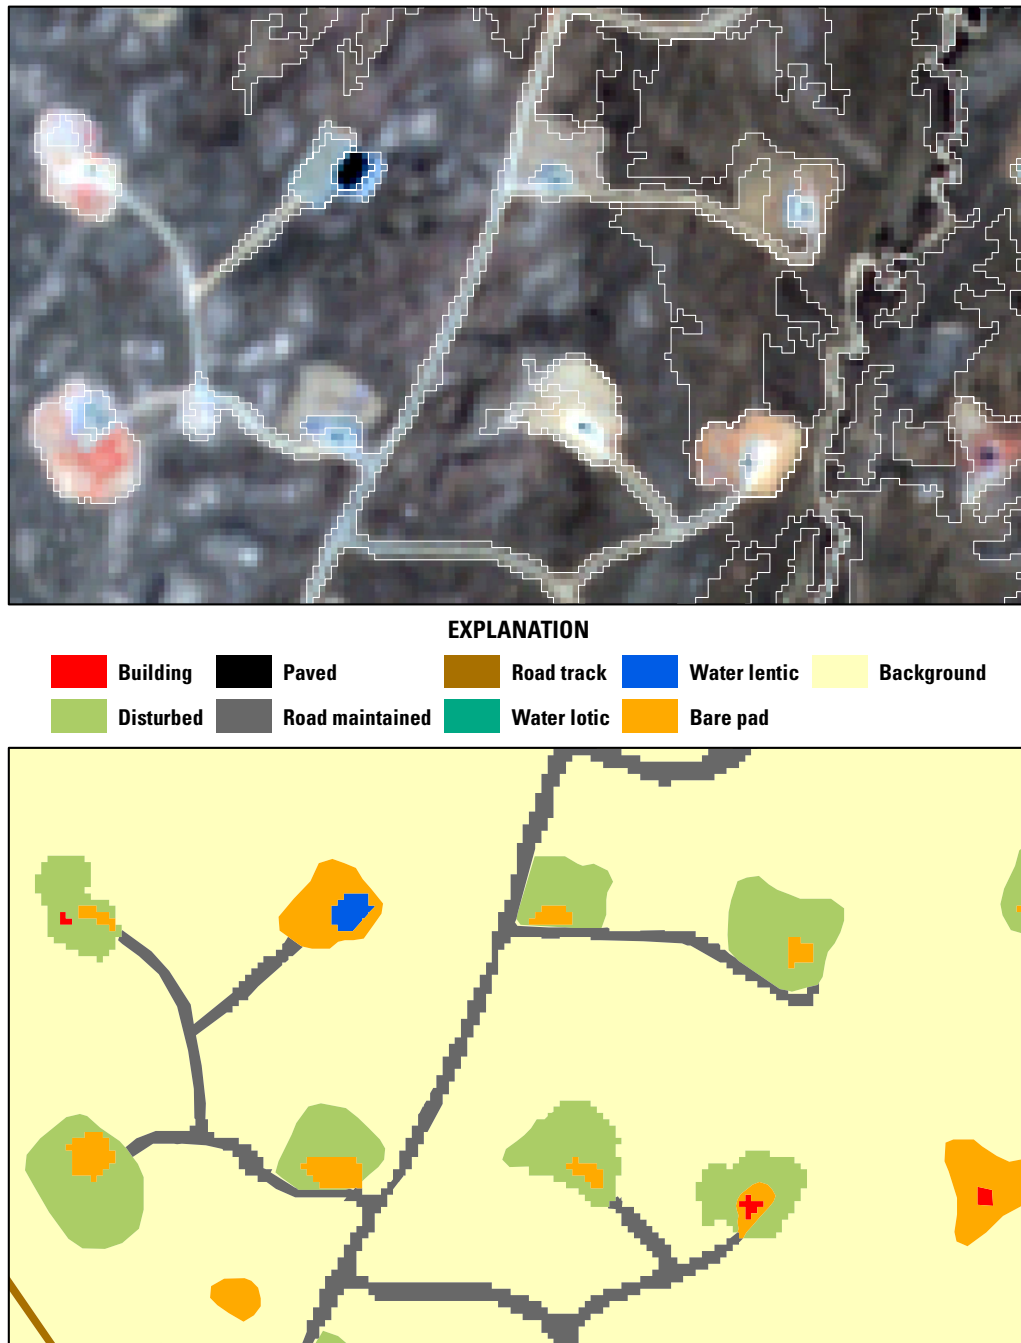 EXPLANATION
Building Paved Road track Water lentic Background
Disturbed Road maintained Water lotic Bare pad